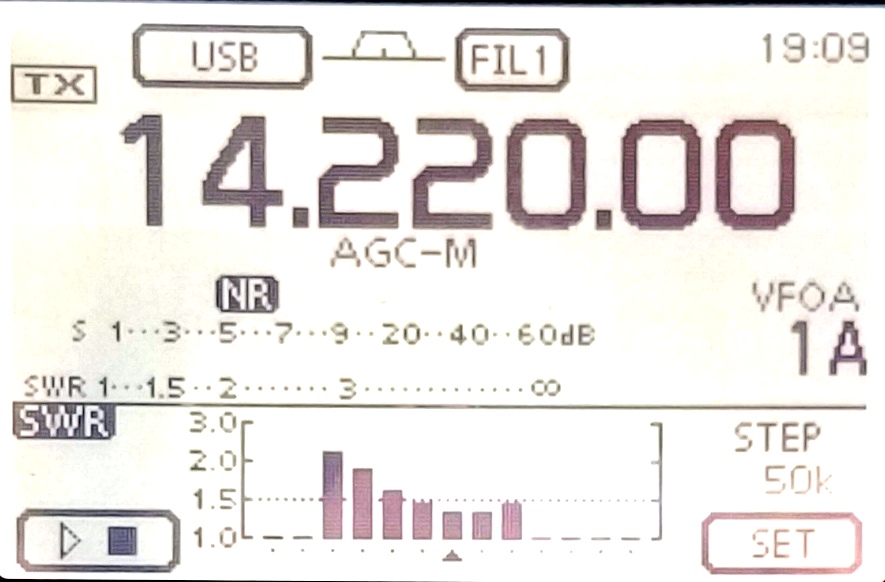 USB FIL1 19:09
TX
14.220.00
AGC-M
NR
VFOA
S 1···3···5···7···9··20··40··60dB
1A
SWR 1···1.5··2·······3·············∞
SWR
3.0
STEP
2.0
50k
1.5
1.0
SET